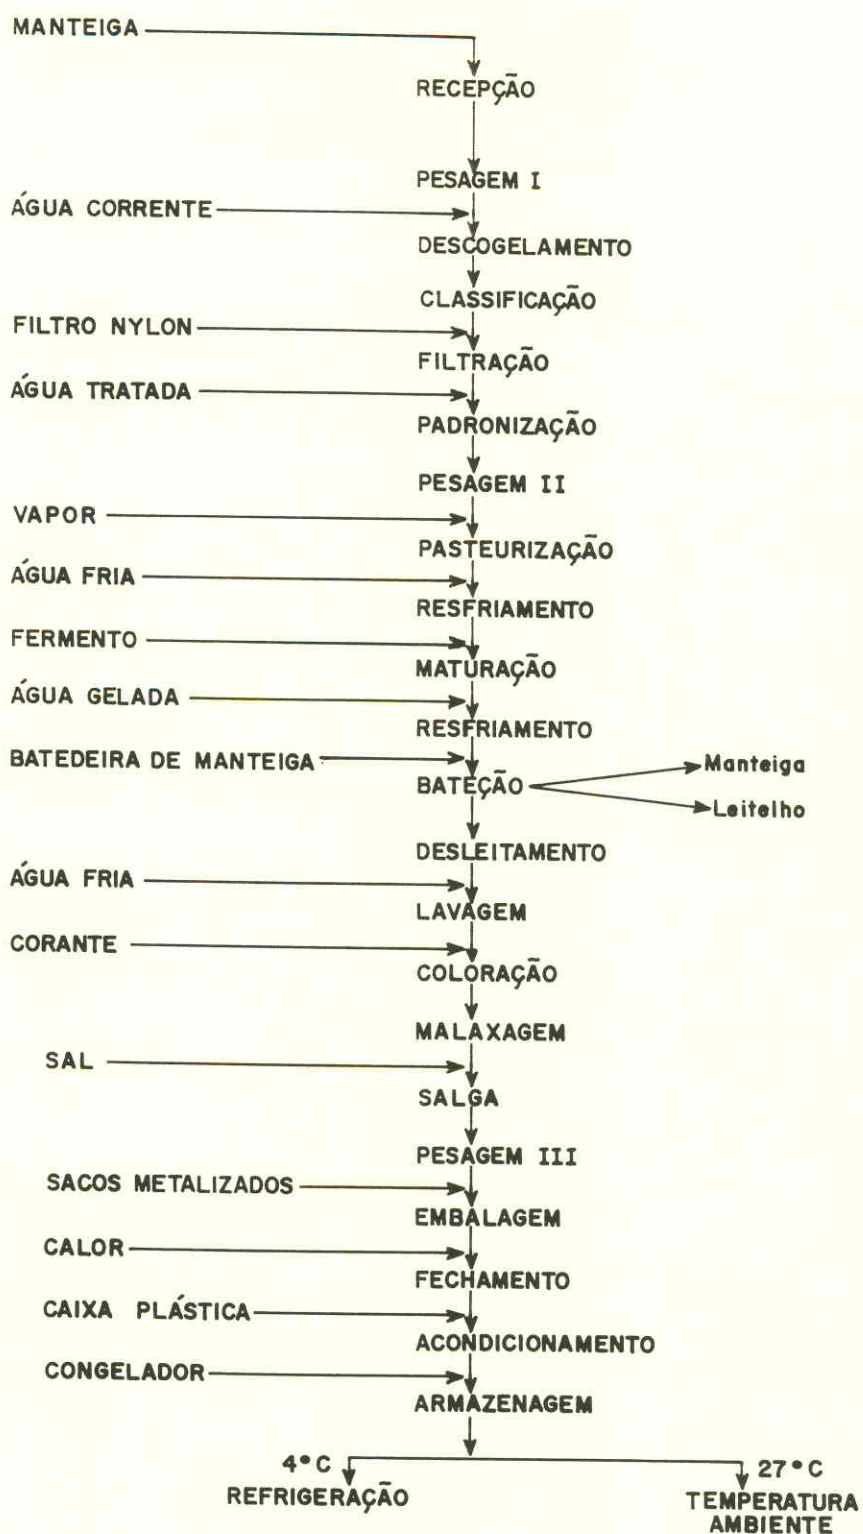 MANTEIGA
RECEPÇÃO
PESAGEM I
ÁGUA CORRENTE
DESCOGELAMENTO
CLASSIFICAÇÃO
FILTRO NYLON
FILTRAÇÃO
ÁGUA TRATADA
PADRONIZAÇÃO
PESAGEM II
VAPOR
PASTEURIZAÇÃO
ÁGUA FRIA
RESFRIAMENTO
FERMENTO
MATURAÇÃO
ÁGUA GELADA
RESFRIAMENTO
BATEDEIRA DE MANTEIGA
Manteiga
BATEÇÃO
Leitelho
DESLEITAMENTO
ÁGUA FRIA
LAVAGEM
CORANTE
COLORAÇÃO
MALAXAGEM
SAL
SALGA
PESAGEM III
SACOS METALIZADOS
EMBALAGEM
CALOR
FECHAMENTO
CAIXA PLÁSTICA
ACONDICIONAMENTO
CONGELADOR
ARMAZENAGEM
4°C
REFRIGERAÇÃO
27°C
TEMPERATURA
AMBIENTE